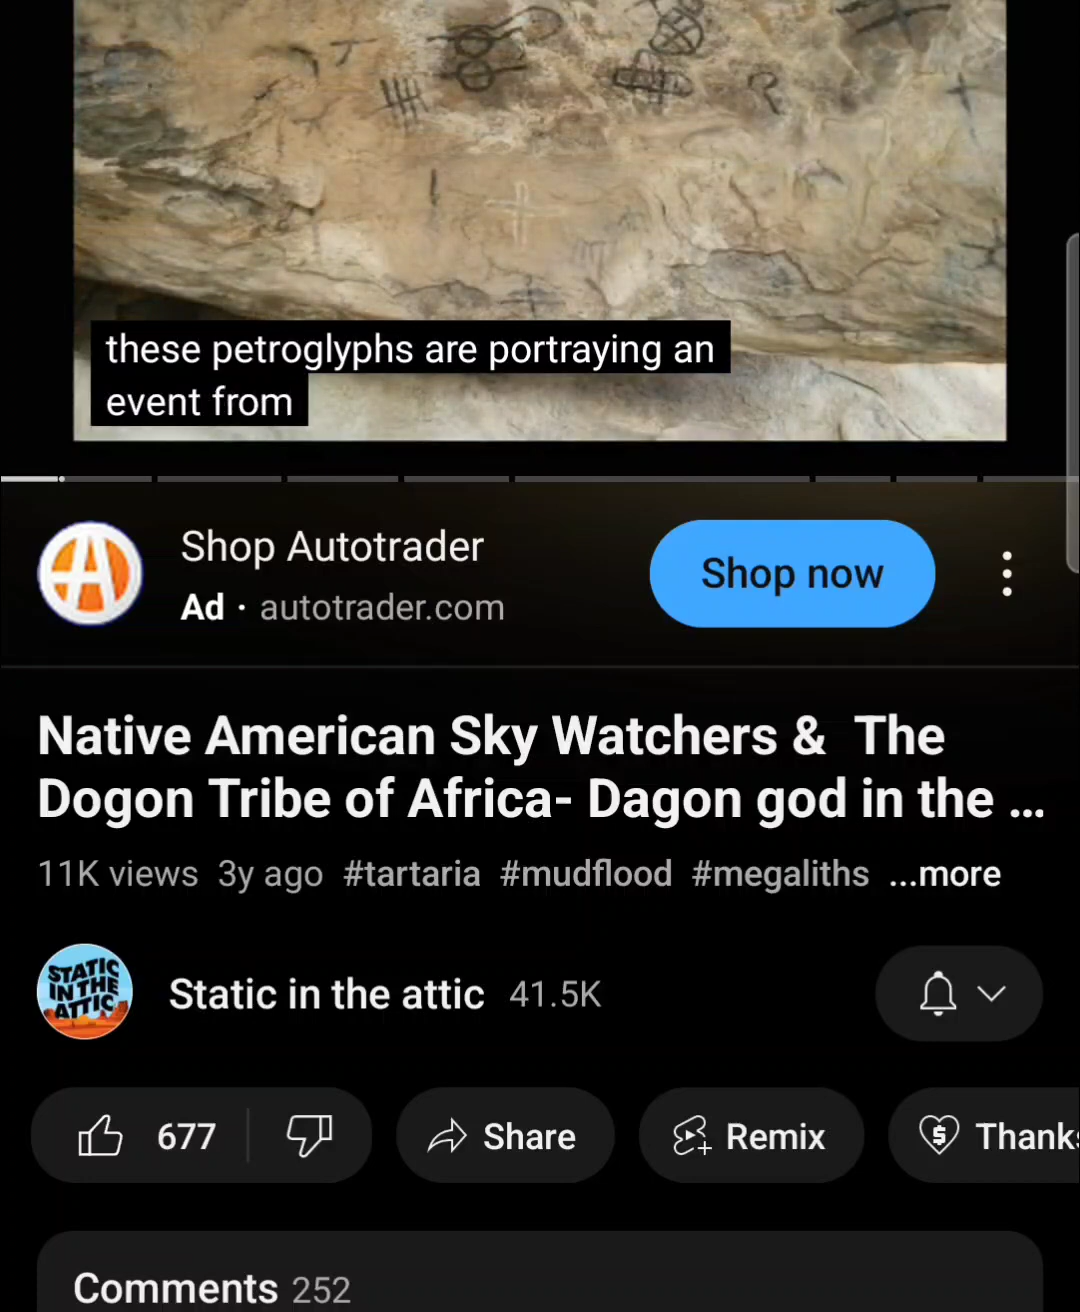 these petroglyphs are portraying an
event from
Shop Autotrader
Ad · autotrader.com
Shop now
Native American Sky Watchers &  The
Dogon Tribe of Africa- Dagon god in the ...
11K views 3y ago #tartaria #mudflood #megaliths ...more
STATIC
IN THE
ATTIC
Static in the attic 41.5K
677
Share
Remix
Thanks
Comments 252